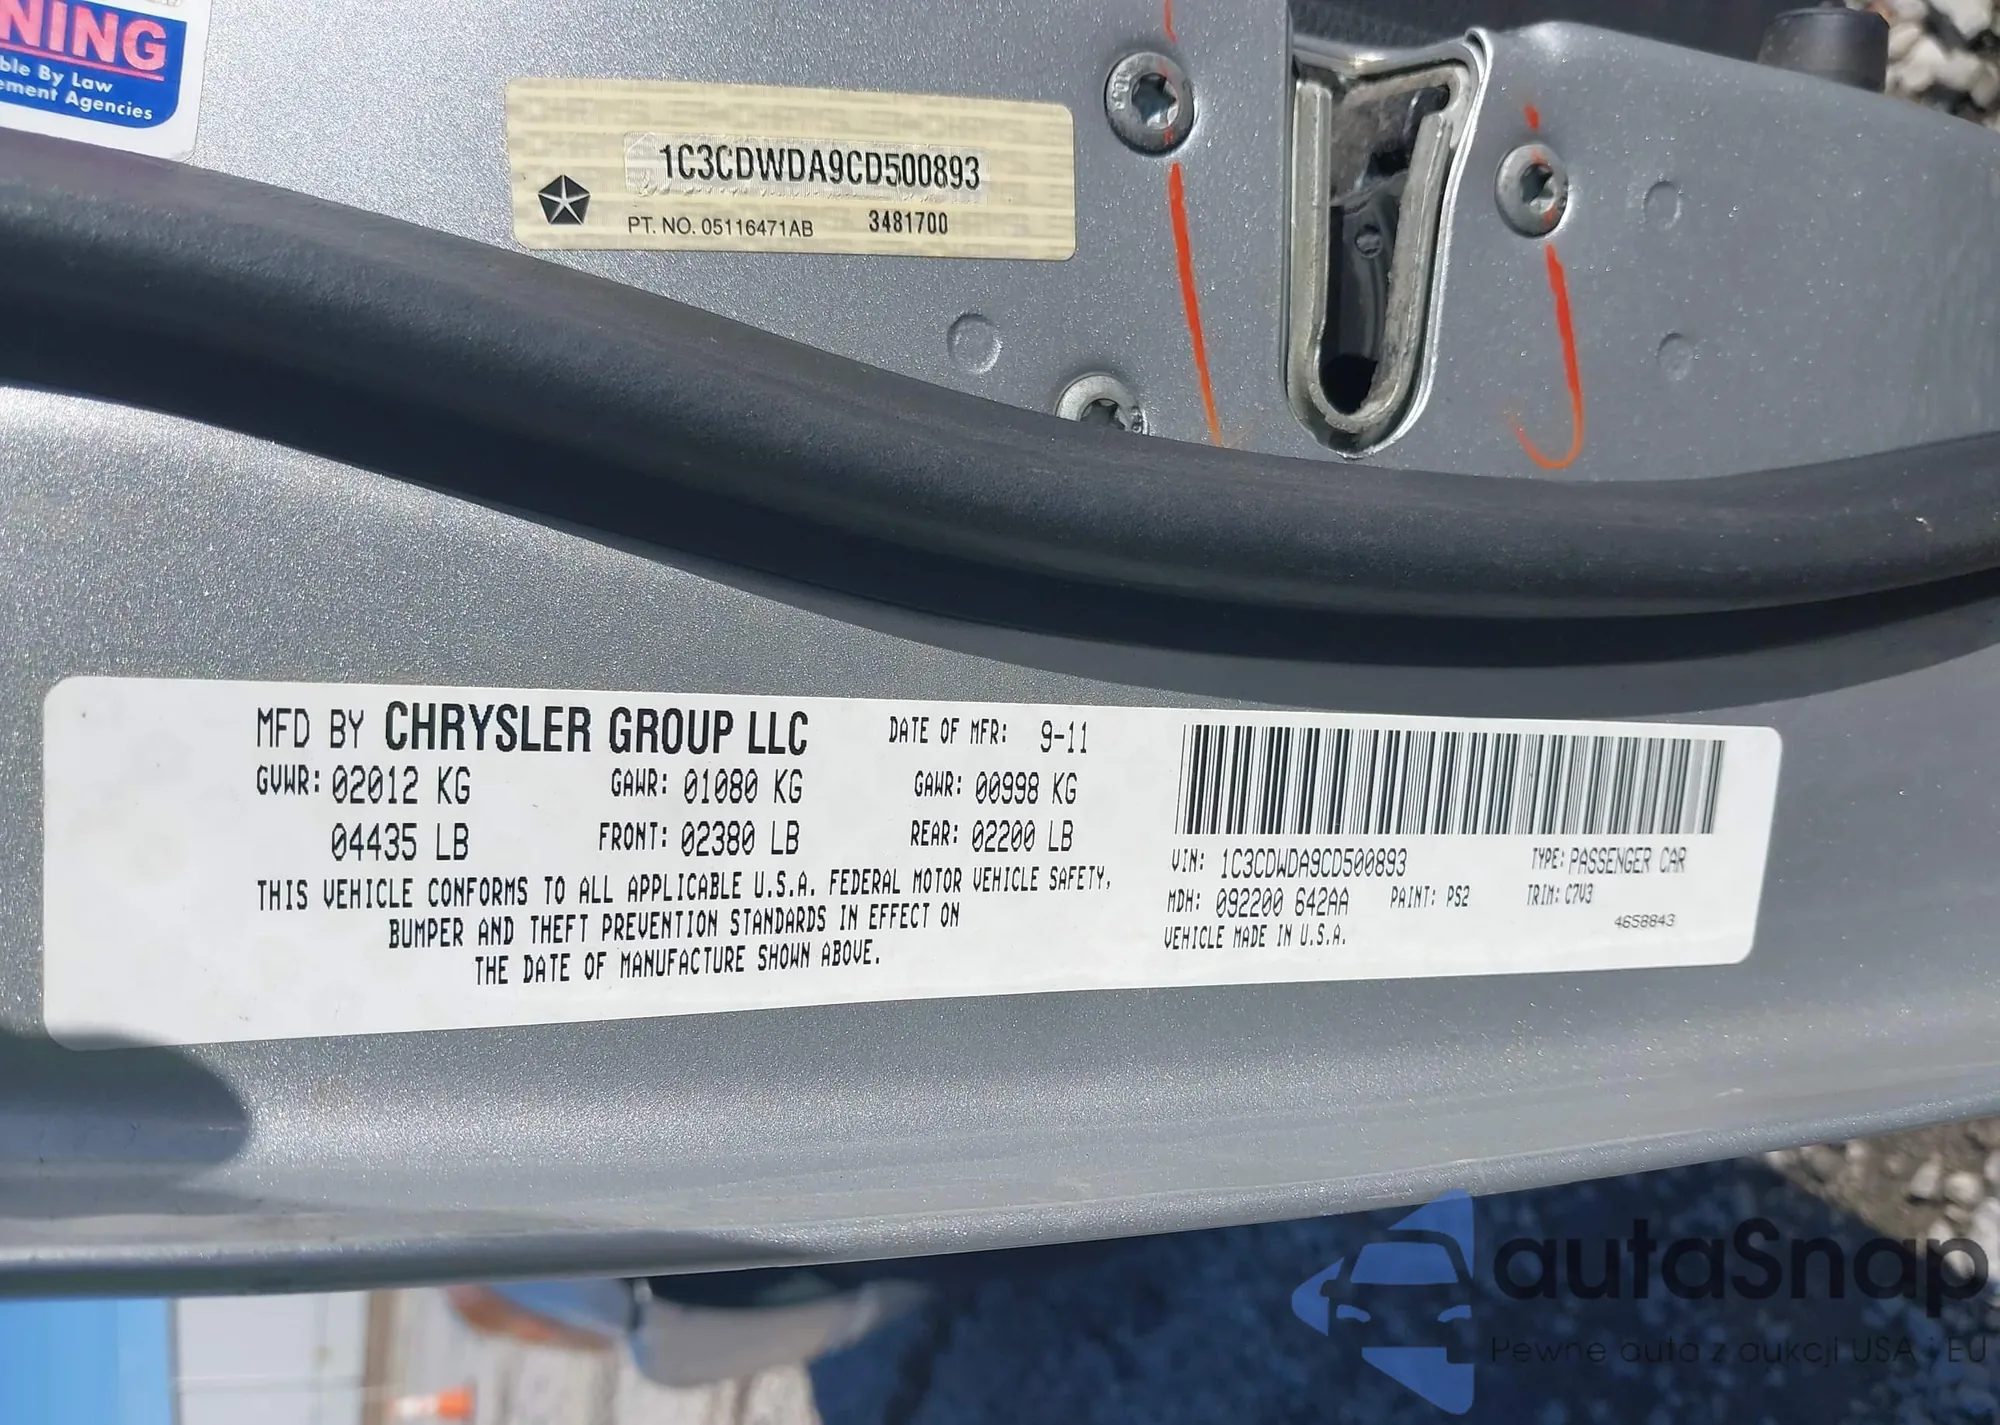 NING
ble By Law
ement Agencies
1C3CDWDA9CD500893
PT. NO. 05116471AB 3481700
MFD BY CHRYSLER GROUP LLC DATE OF MFR: 9-11
GVWR: 02012 KG GAWR: 01080 KG GAWR: 00998 KG
04435 LB FRONT: 02380 LB REAR: 02200 LB
THIS VEHICLE CONFORMS TO ALL APPLICABLE U.S.A. FEDERAL MOTOR VEHICLE SAFETY,
BUMPER AND THEFT PREVENTION STANDARDS IN EFFECT ON
THE DATE OF MANUFACTURE SHOWN ABOVE.
VIN: 1C3CDWDA9CD500893 TYPE: PASSENGER CAR
MDH: 092200 642AA PAINT: PS2 TRIM: C7V3
VEHICLE MADE IN U.S.A. 4658843
autaSnap
Pewne auta z aukcji USA i EU